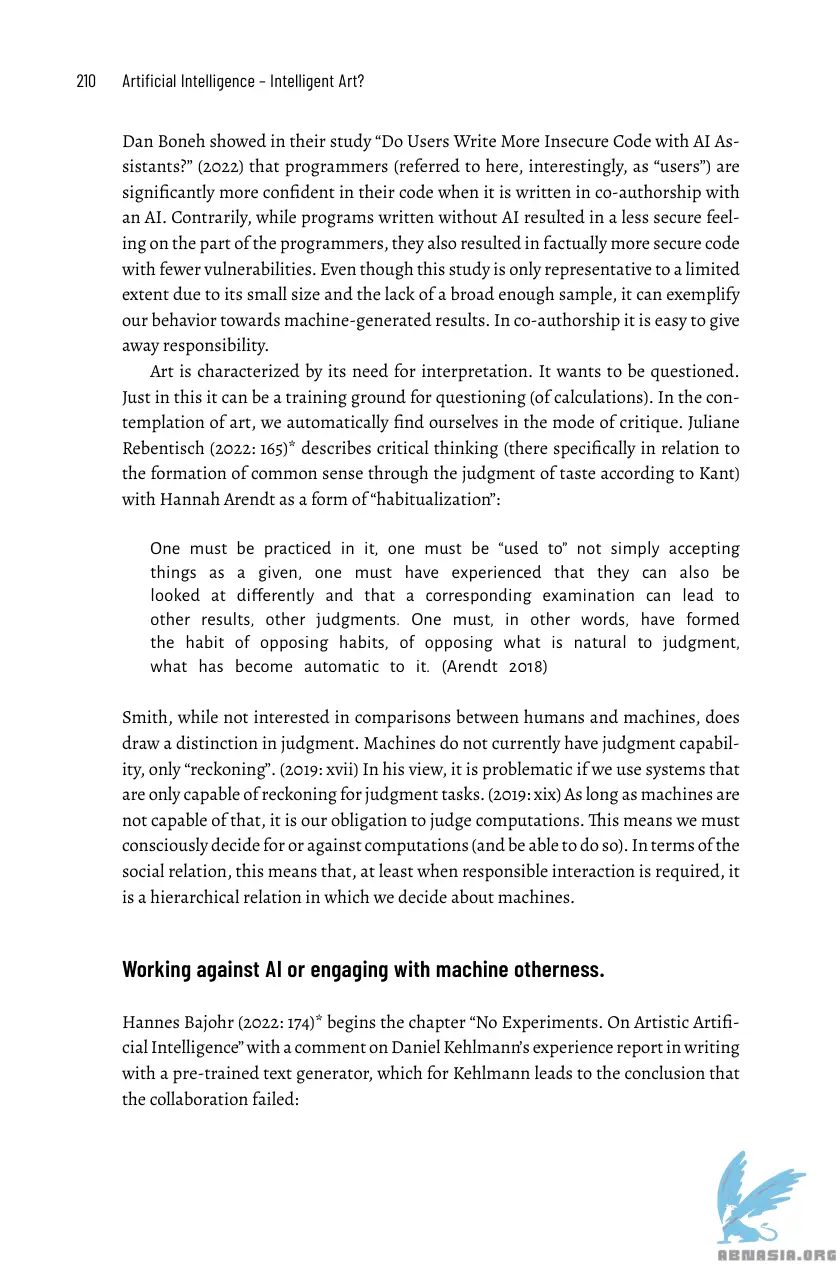 210 Artificial Intelligence – Intelligent Art?
Dan Boneh showed in their study “Do Users Write More Insecure Code with AI As-
sistants?” (2022) that programmers (referred to here, interestingly, as “users”) are
significantly more confident in their code when it is written in co-authorship with
an AI. Contrarily, while programs written without AI resulted in a less secure feel-
ing on the part of the programmers, they also resulted in factually more secure code
with fewer vulnerabilities. Even though this study is only representative to a limited
extent due to its small size and the lack of a broad enough sample, it can exemplify
our behavior towards machine-generated results. In co-authorship it is easy to give
away responsibility.
Art is characterized by its need for interpretation. It wants to be questioned.
Just in this it can be a training ground for questioning (of calculations). In the con-
templation of art, we automatically find ourselves in the mode of critique. Juliane
Rebentisch (2022: 165)* describes critical thinking (there specifically in relation to
the formation of common sense through the judgment of taste according to Kant)
with Hannah Arendt as a form of “habitualization”:
One must be practiced in it, one must be “used to” not simply accepting
things as a given, one must have experienced that they can also be
looked at differently and that a corresponding examination can lead to
other results, other judgments. One must, in other words, have formed
the habit of opposing habits, of opposing what is natural to judgment,
what has become automatic to it. (Arendt 2018)
Smith, while not interested in comparisons between humans and machines, does
draw a distinction in judgment. Machines do not currently have judgment capabil-
ity, only “reckoning”. (2019: xvii) In his view, it is problematic if we use systems that
are only capable of reckoning for judgment tasks. (2019: xix) As long as machines are
not capable of that, it is our obligation to judge computations. This means we must
consciously decide for or against computations (and be able to do so). In terms of the
social relation, this means that, at least when responsible interaction is required, it
is a hierarchical relation in which we decide about machines.
Working against AI or engaging with machine otherness.
Hannes Bajohr (2022: 174)* begins the chapter “No Experiments. On Artistic Artifi-
cial Intelligence” with a comment on Daniel Kehlmann’s experience report in writing
with a pre-trained text generator, which for Kehlmann leads to the conclusion that
the collaboration failed:
ABNASIA.ORG